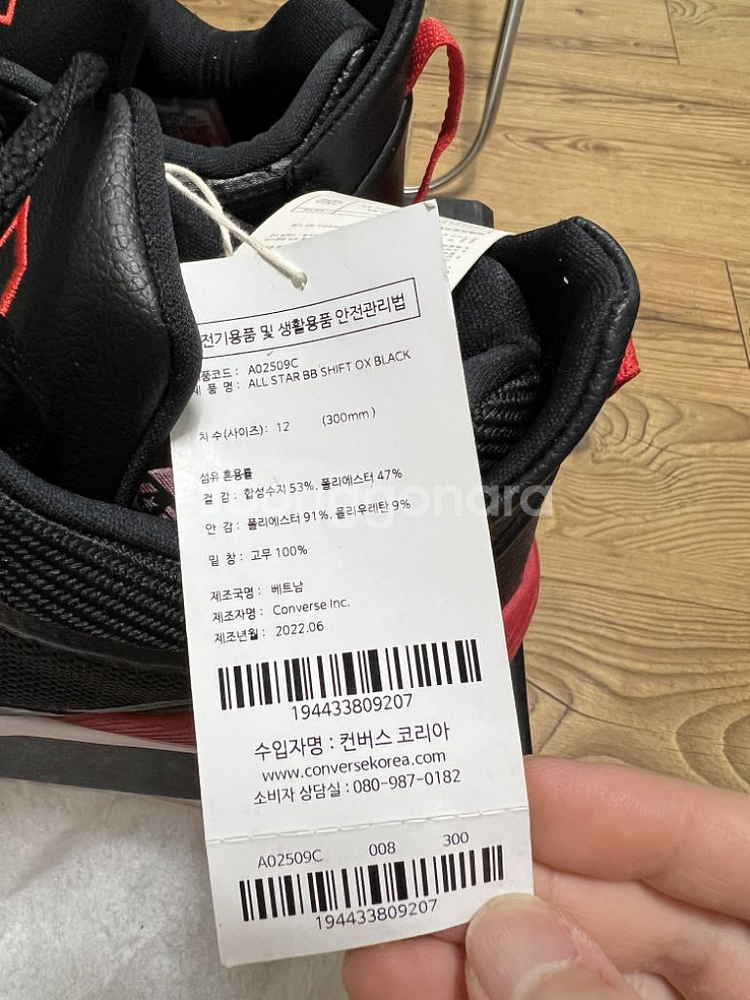 전기용품 및 생활용품 안전관리법
품코드 : A02509C
제 품 명 : ALL STAR BB SHIFT OX BLACK
치 수(사이즈) : 12 (300mm)
섬유 혼용률
겉 감 : 합성수지 53%, 폴리에스터 47%
안 감 : 폴리에스터 91%, 폴리우레탄 9%
밑 창 : 고무 100%
제조국명 : 베트남
제조자명 : Converse Inc.
제조년월 : 2022.06
194433809207
수입자명 : 컨버스 코리아
www.conversekorea.com
소비자 상담실 : 080-987-0182
A02509C 008 300
194433809207